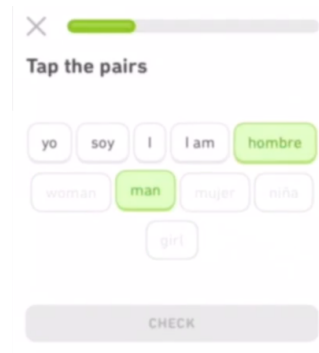 Tap the pairs
yo soy I I am hombre
woman man mujer niña
girl
CHECK